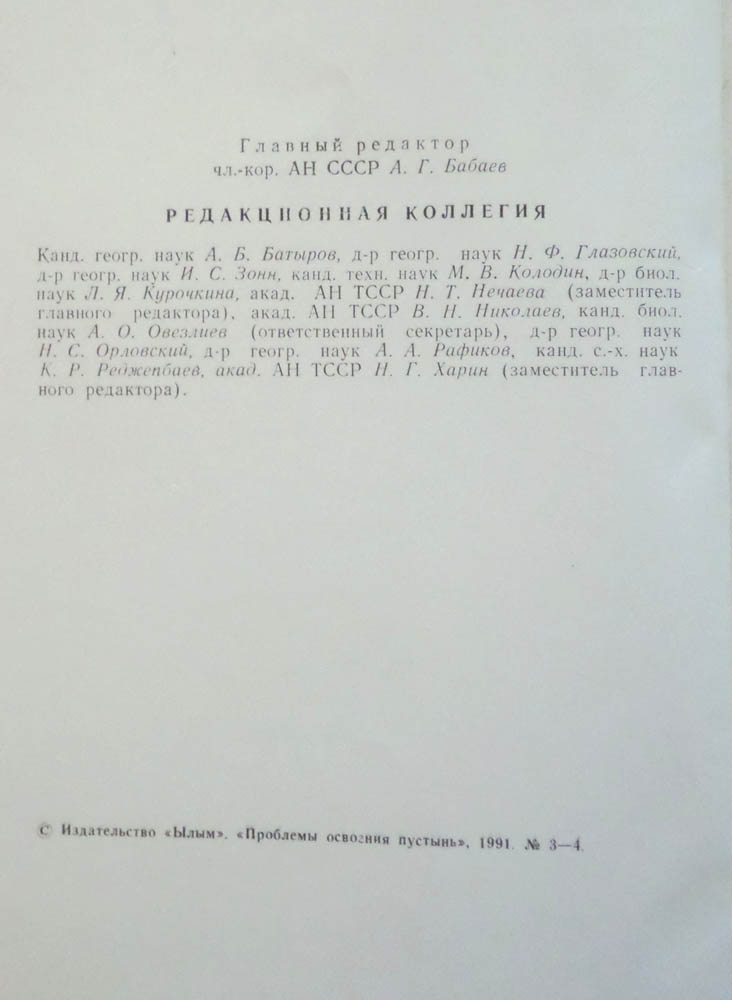 Главный редактор
чл.-кор. АН СССР А. Г. Бабаев
РЕДАКЦИОННАЯ КОЛЛЕГИЯ
Канд. геогр. наук А. Б. Батыров, д-р геогр. наук Н. Ф. Глазовский,
д-р геогр. наук И. С. Зонн, канд. техн. наук М. В. Колодин, д-р биол.
наук Л. Я. Курочкина, акад. АН ТССР Н. Т. Нечаева (заместитель
главного редактора), акад. АН ТССР В. Н. Николаев, канд. биол.
наук А. О. Овезлиев (ответственный секретарь), д-р геогр. наук
Н. С. Орловский, д-р геогр. наук А. А. Рафиков, канд. с.-х. наук
К. Р. Реджепбаев, акад. АН ТССР Н. Г. Харин (заместитель глав-
ного редактора).
© Издательство «Ылым». «Проблемы освоения пустынь», 1991. № 3—4.